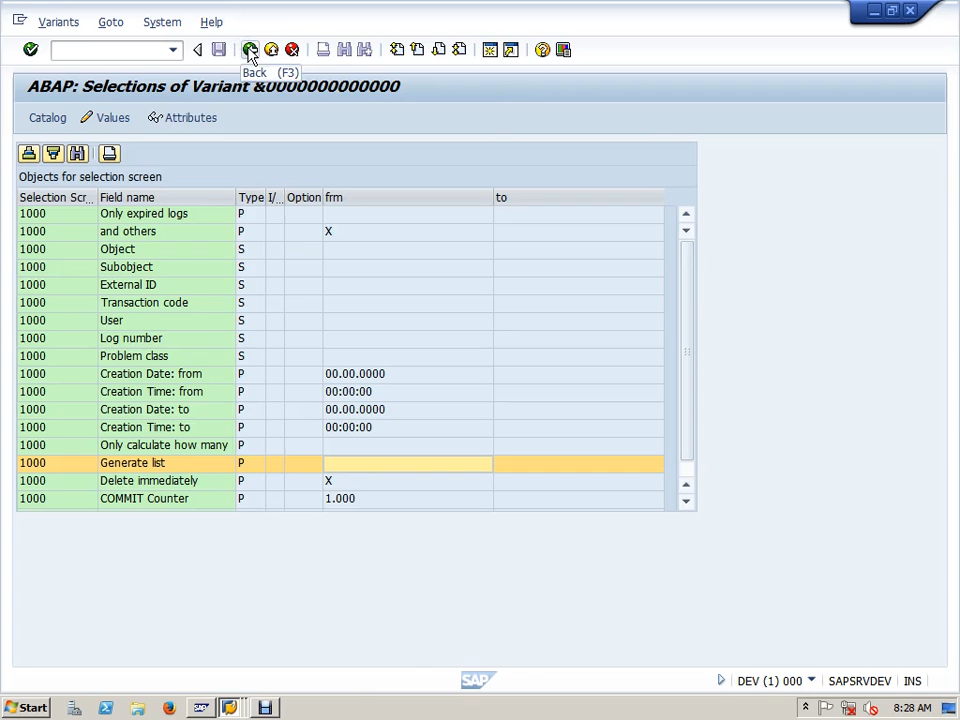 Variants Goto System Help
Back (F3)
ABAP: Selections of Variant &0000000000000
Catalog Values Attributes
Objects for selection screen
Selection Scr... Field name Type I/... Option frm to
1000 Only expired logs P
1000 and others P X
1000 Object S
1000 Subobject S
1000 External ID S
1000 Transaction code S
1000 User S
1000 Log number S
1000 Problem class S
1000 Creation Date: from P 00.00.0000
1000 Creation Time: from P 00:00:00
1000 Creation Date: to P 00.00.0000
1000 Creation Time: to P 00:00:00
1000 Only calculate how many P
1000 Generate list P
1000 Delete immediately P X
1000 COMMIT Counter P 1.000
SAP DEV (1) 000 SAPSRVDEV INS
Start SAP 8:28 AM